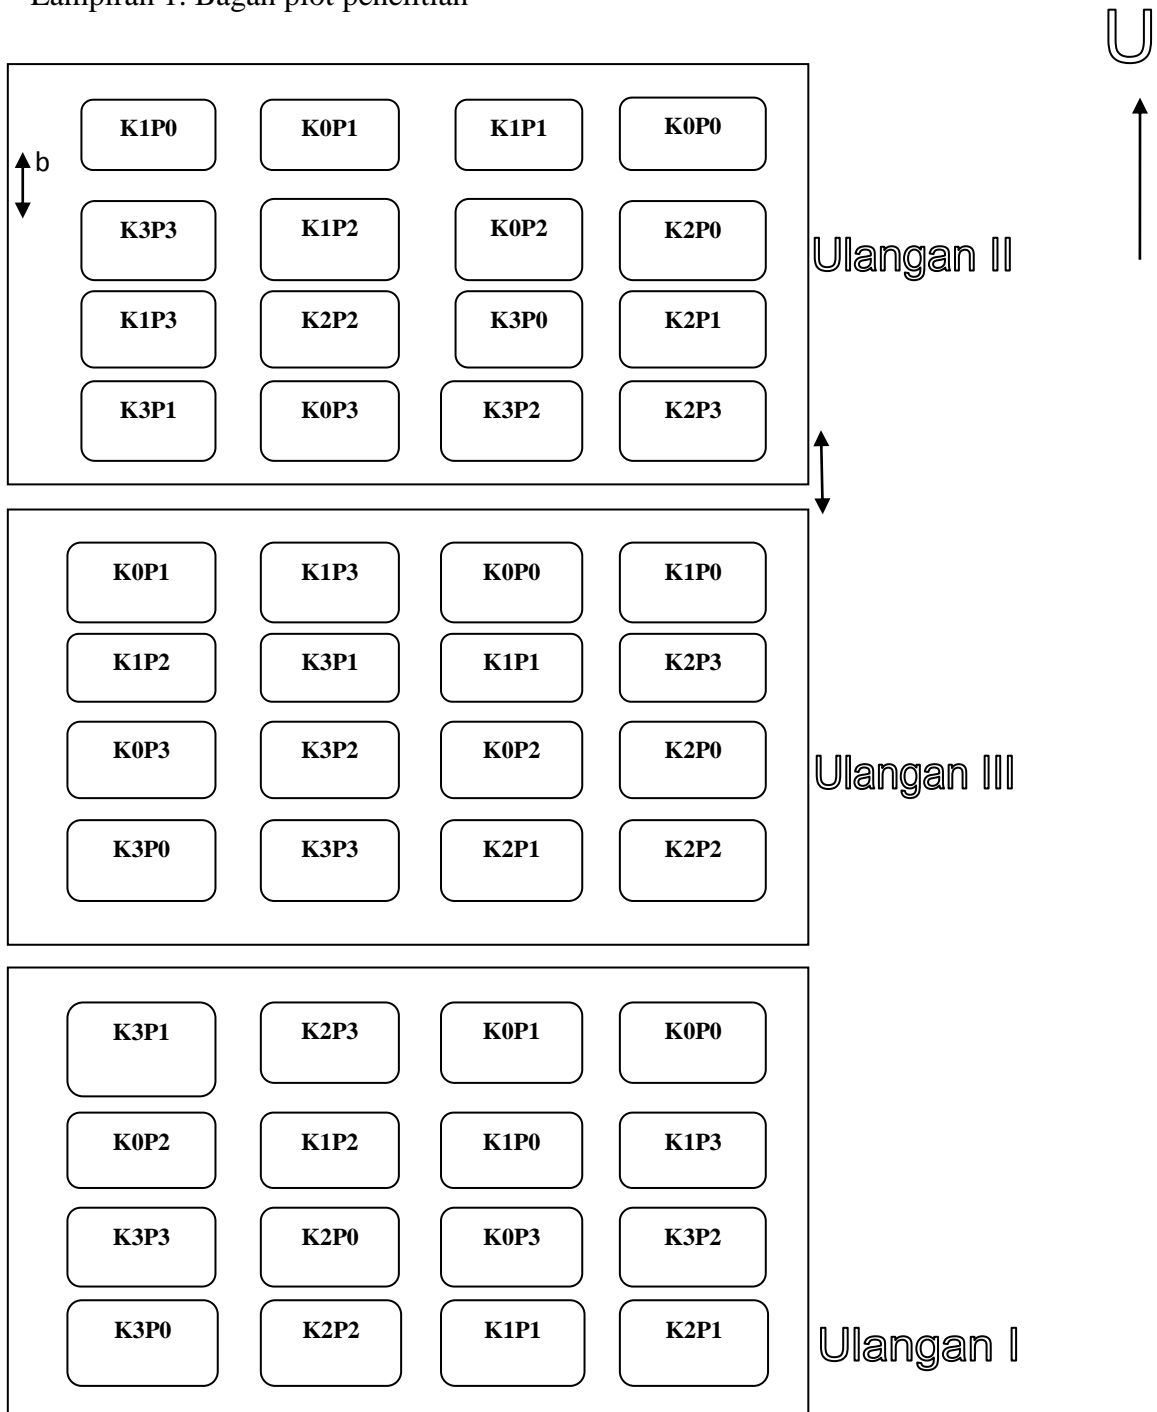 Lampiran 1. Bagan plot penelitian
U
K1P0 K0P1 K1P1 K0P0
b
K3P3 K1P2 K0P2 K2P0
Ulangan II
K1P3 K2P2 K3P0 K2P1
K3P1 K0P3 K3P2 K2P3
K0P1 K1P3 K0P0 K1P0
K1P2 K3P1 K1P1 K2P3
K0P3 K3P2 K0P2 K2P0
Ulangan III
K3P0 K3P3 K2P1 K2P2
K3P1 K2P3 K0P1 K0P0
K0P2 K1P2 K1P0 K1P3
K3P3 K2P0 K0P3 K3P2
K3P0 K2P2 K1P1 K2P1
Ulangan I